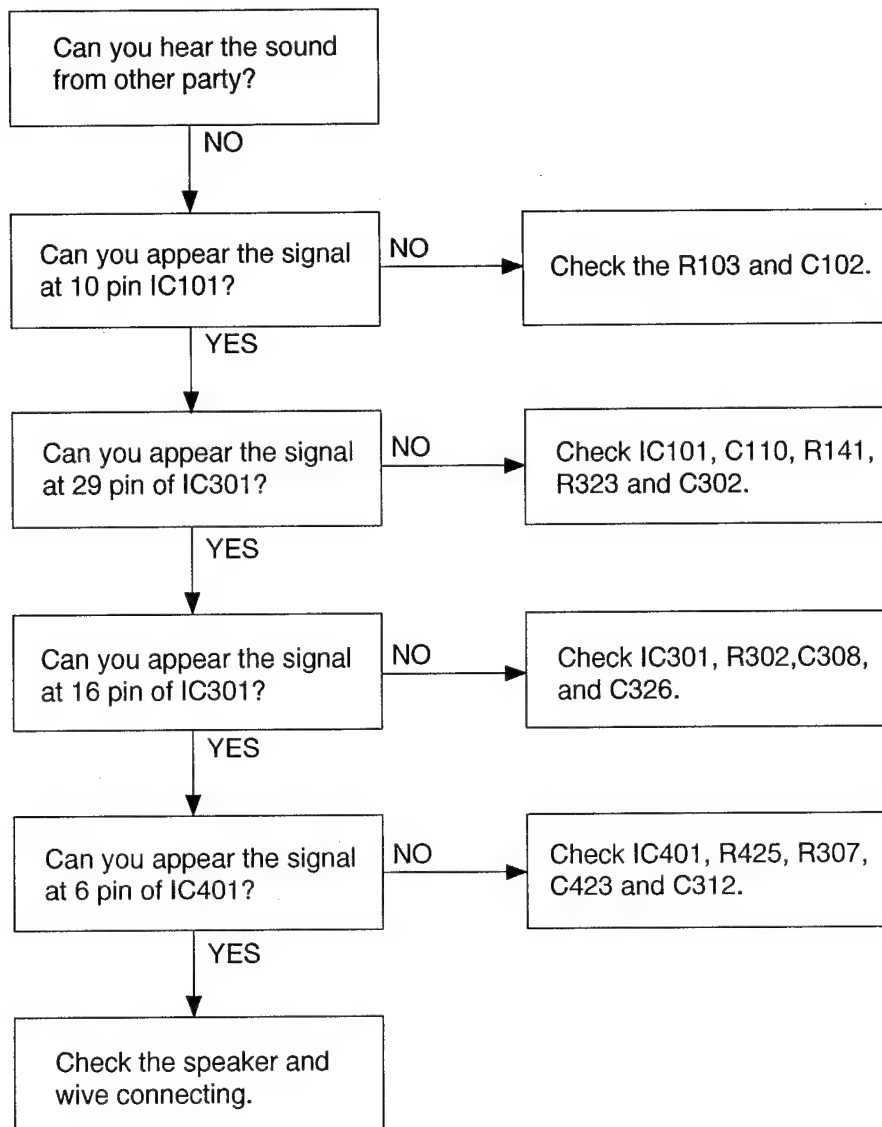 Can you hear the sound
from other party?
NO
Can you appear the signal
at 10 pin IC101?
NO
Check the R103 and C102.
YES
Can you appear the signal
at 29 pin of IC301?
NO
Check IC101, C110, R141,
R323 and C302.
YES
Can you appear the signal
at 16 pin of IC301?
NO
Check IC301, R302,C308,
and C326.
YES
Can you appear the signal
at 6 pin of IC401?
NO
Check IC401, R425, R307,
C423 and C312.
YES
Check the speaker and
wive connecting.